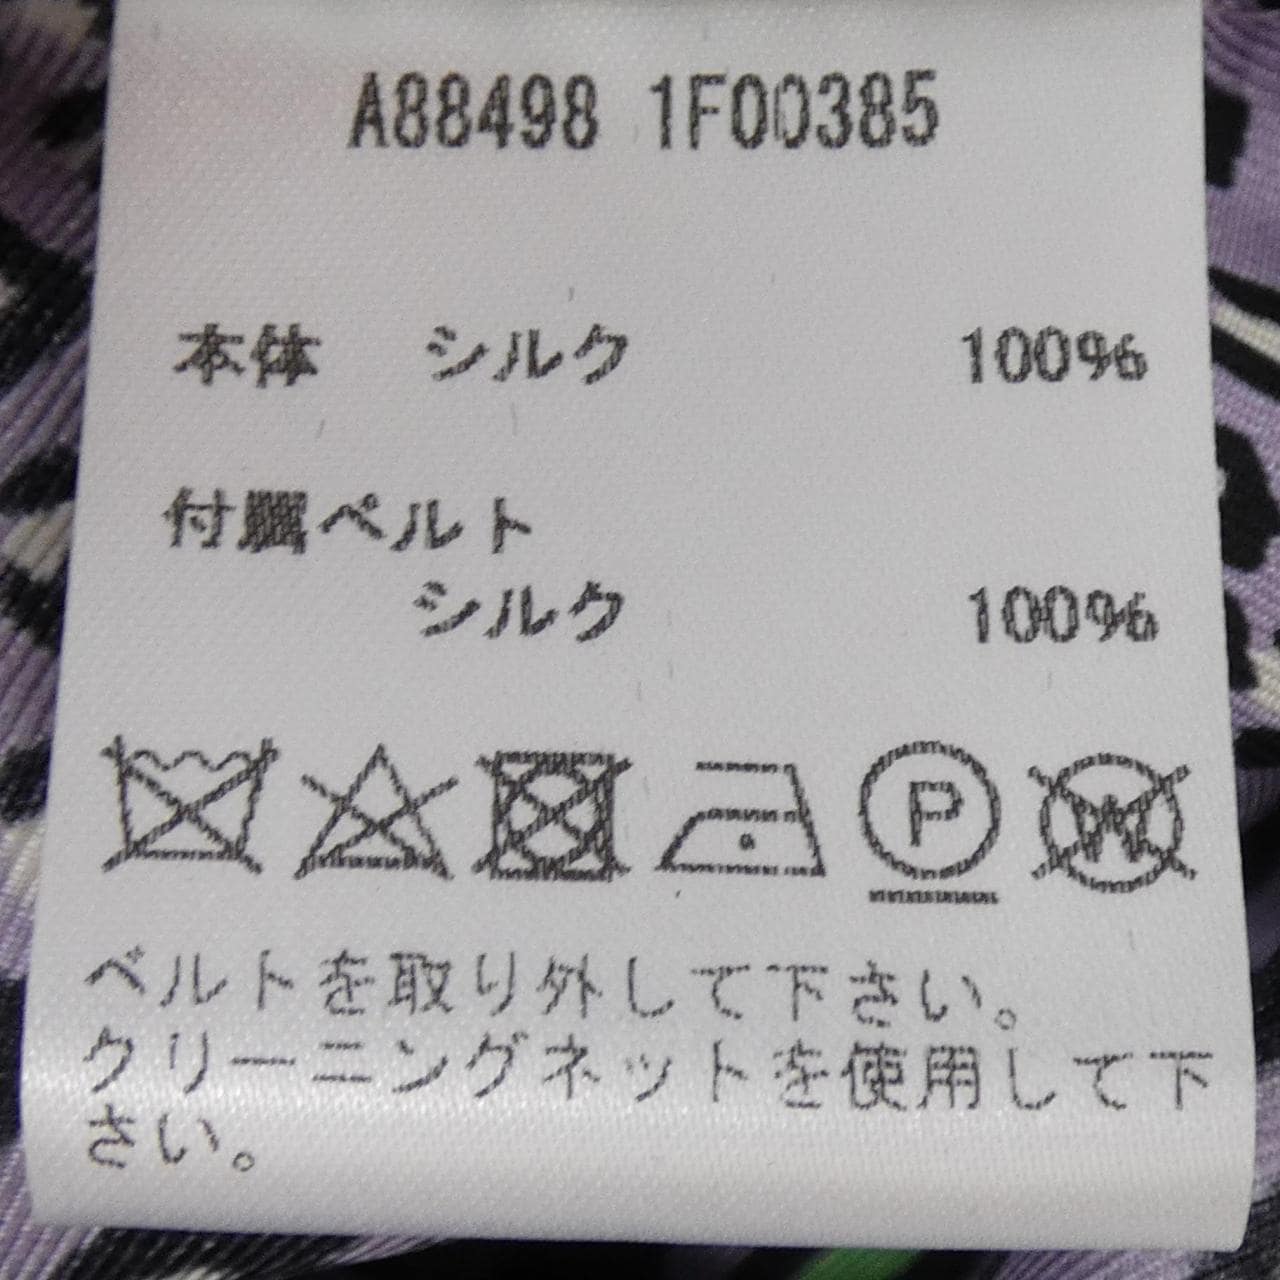 A88498 1F00385
本体 シルク 100%
付属ベルト
シルク 100%
P W
ベルトを取り外して下さい。
クリーニングネットを使用して下
さい。